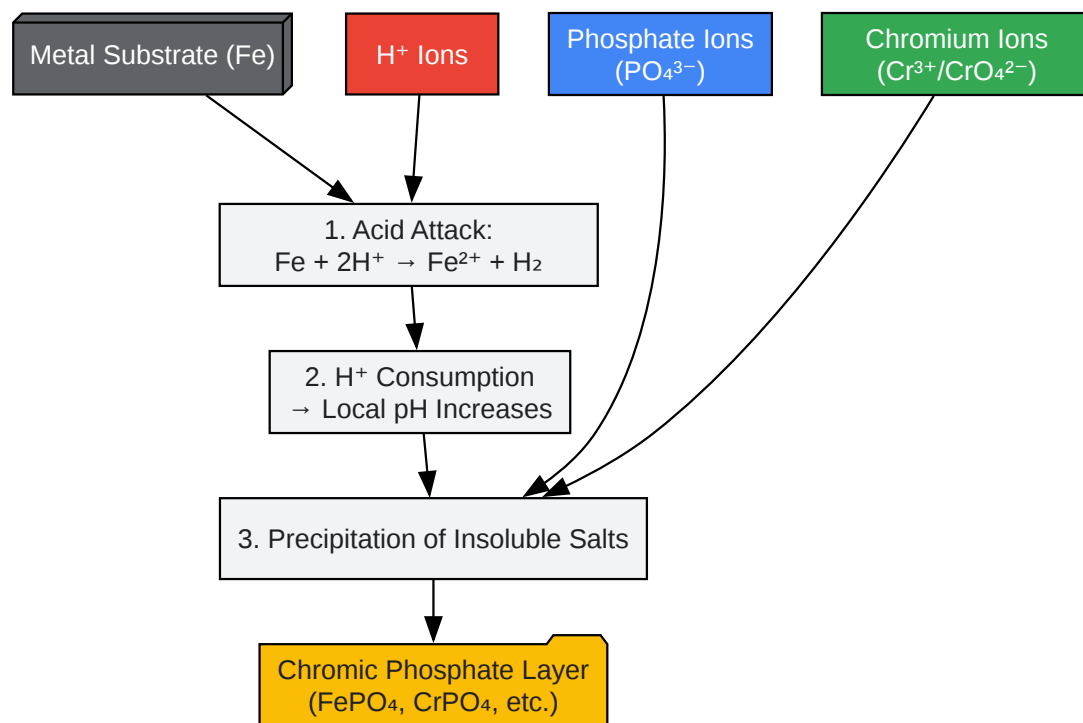 Metal Substrate (Fe)
H⁺ Ions
Phosphate Ions
(PO₄³⁻)
Chromium Ions
(Cr³⁺/CrO₄²⁻)
1. Acid Attack:
Fe + 2H⁺ → Fe²⁺ + H₂
2. H⁺ Consumption
→ Local pH Increases
3. Precipitation of Insoluble Salts
Chromic Phosphate Layer
(FePO₄, CrPO₄, etc.)